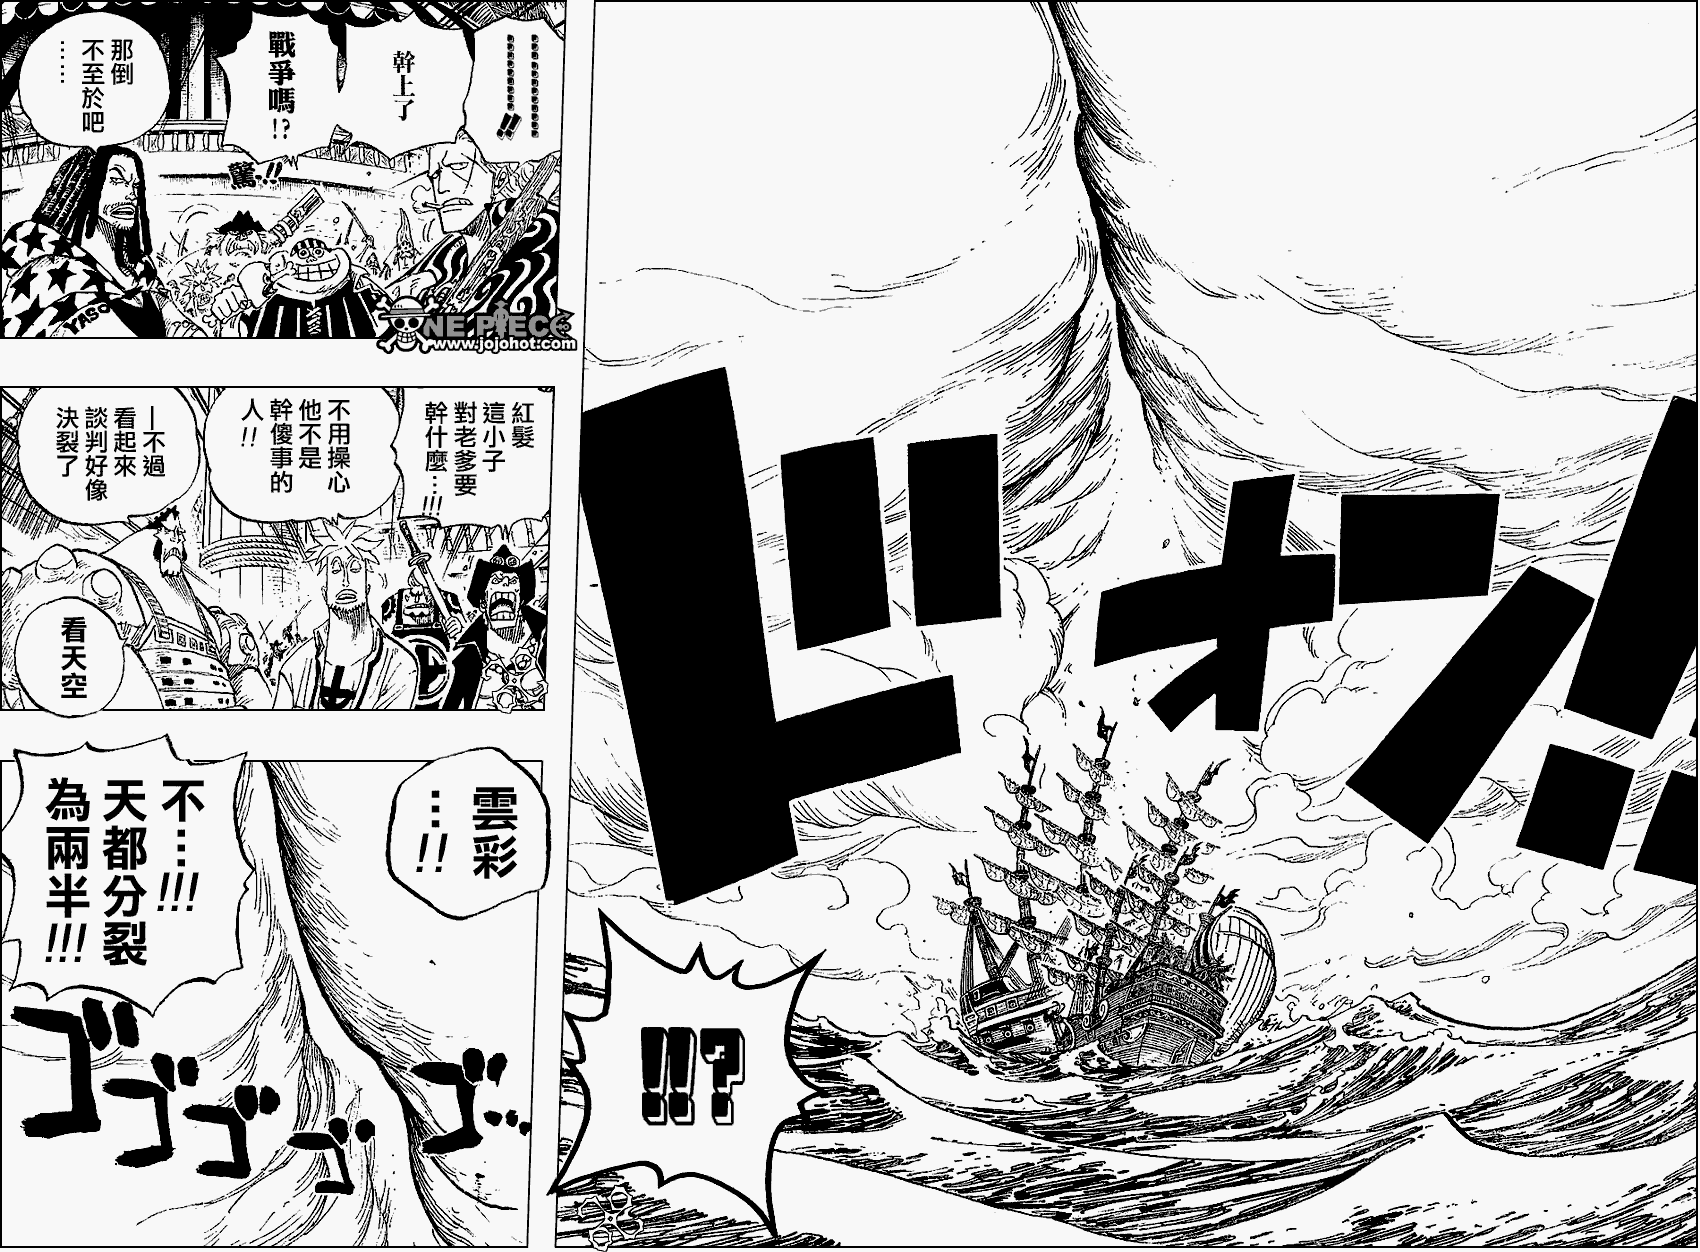 ドオン!!
!!?
………………!!
幹上了
戰爭嗎!?
那倒
不至於吧
……
驚!!
YASO
ONE PIECE
www.jojohot.com
紅髮
這小子
對老爹要
幹什麼…!!!
不用操心
他不是
幹傻事的
人!!
—不過
看起來
談判好像
決裂了
看天空
雲彩
…!!
不…!!!
天都分裂
為兩半!!!
ゴゴゴゴゴ…